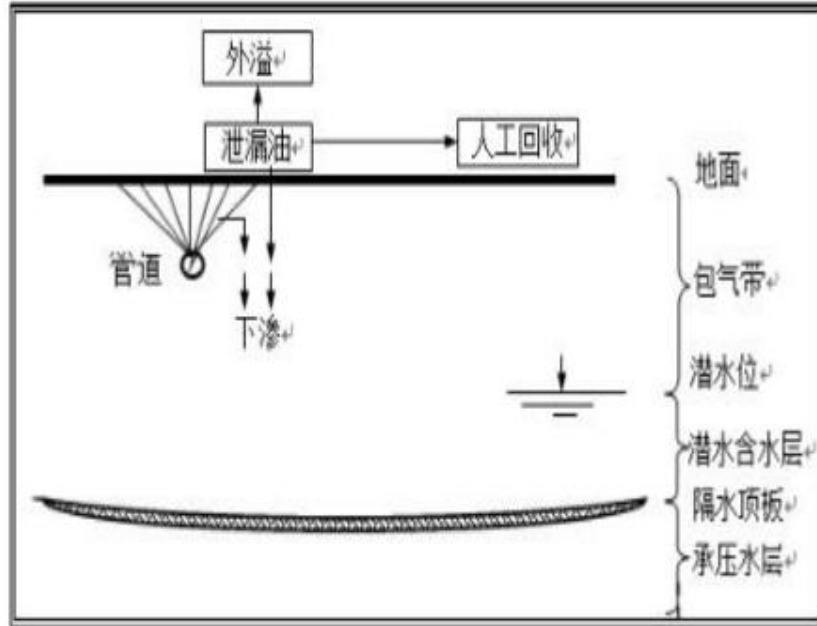 外溢
泄漏油
人工回收
地面
管道
包气带
下渗
潜水位
潜水含水层
隔水顶扳
承压水层